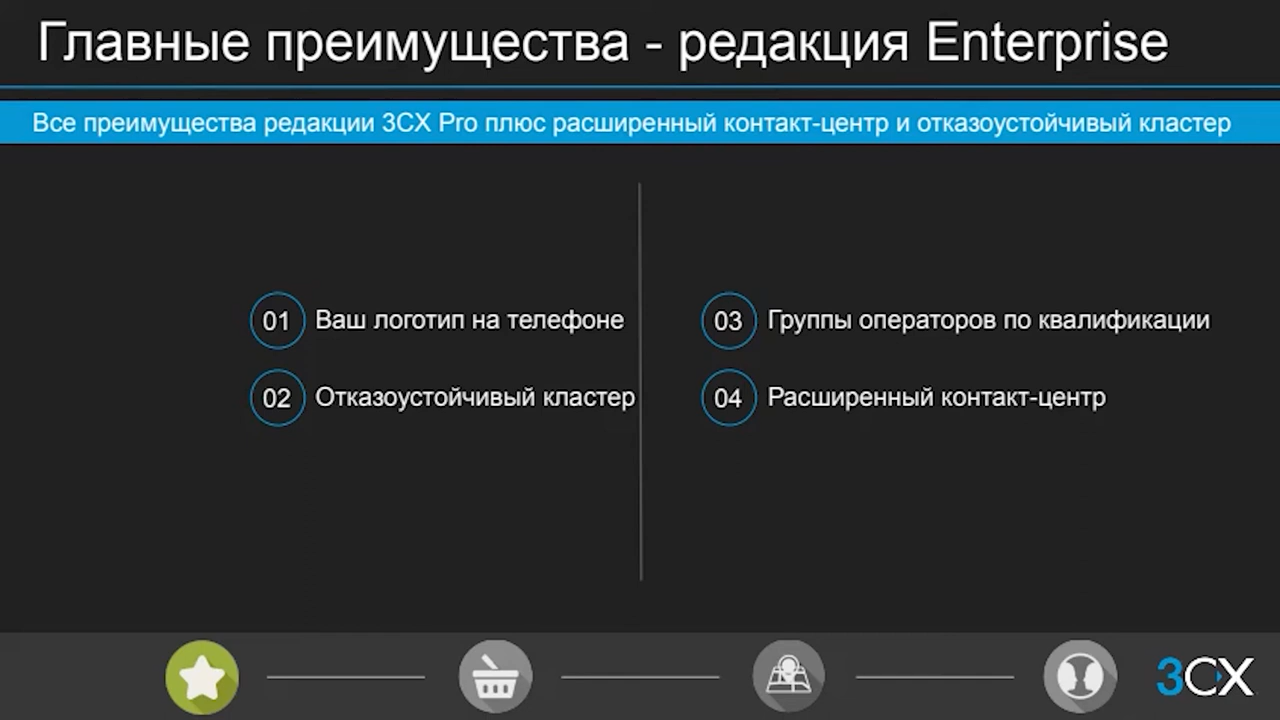 Главные преимущества - редакция Enterprise
Все преимущества редакции 3CX Pro плюс расширенный контакт-центр и отказоустойчивый кластер
01 Ваш логотип на телефоне
02 Отказоустойчивый кластер
03 Группы операторов по квалификации
04 Расширенный контакт-центр
3CX